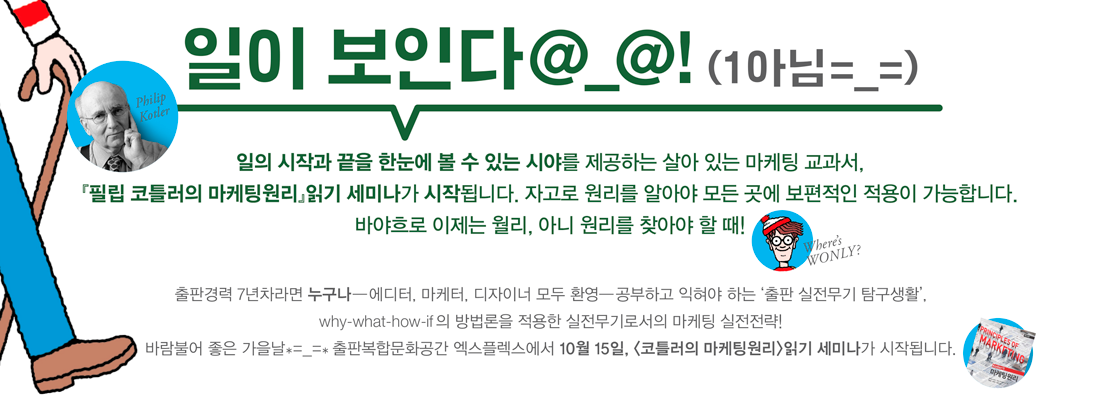 일이 보인다@_@! (1아님=_=)
Philip
Kotler
일의 시작과 끝을 한눈에 볼 수 있는 시야를 제공하는 살아 있는 마케팅 교과서,
『필립 코틀러의 마케팅원리』읽기 세미나가 시작됩니다. 자고로 원리를 알아야 모든 곳에 보편적인 적용이 가능합니다.
바야흐로 이제는 월리, 아니 원리를 찾아야 할 때!
Where's
WONLY?
출판경력 7년차라면 누구나—에디터, 마케터, 디자이너 모두 환영—공부하고 익혀야 하는 ‘출판 실전무기 탐구생활’,
why-what-how-if의 방법론을 적용한 실전무기로서의 마케팅 실전전략!
바람불어 좋은 가을날*=_=* 출판복합문화공간 엑스플렉스에서 10월 15일, <코틀러의 마케팅원리>읽기 세미나가 시작됩니다.
PRINCIPLES OF
MARKETING
마케팅원리